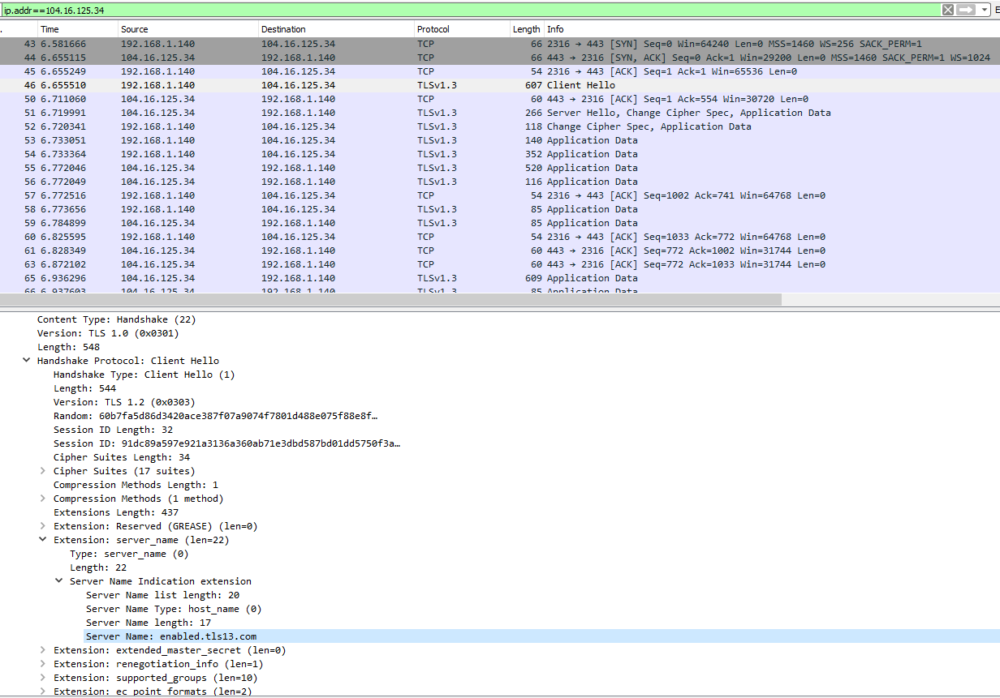 ip.addr==104.16.125.34
. Time Source Destination Protocol Length Info
43 6.581666 192.168.1.140 104.16.125.34 TCP 66 2316 → 443 [SYN] Seq=0 Win=64240 Len=0 MSS=1460 WS=256 SACK_PERM=1
44 6.655115 104.16.125.34 192.168.1.140 TCP 66 443 → 2316 [SYN, ACK] Seq=0 Ack=1 Win=29200 Len=0 MSS=1460 SACK_PERM=1 WS=1024
45 6.655249 192.168.1.140 104.16.125.34 TCP 54 2316 → 443 [ACK] Seq=1 Ack=1 Win=65536 Len=0
46 6.655510 192.168.1.140 104.16.125.34 TLSv1.3 607 Client Hello
50 6.711060 104.16.125.34 192.168.1.140 TCP 60 443 → 2316 [ACK] Seq=1 Ack=554 Win=30720 Len=0
51 6.719991 104.16.125.34 192.168.1.140 TLSv1.3 266 Server Hello, Change Cipher Spec, Application Data
52 6.720341 192.168.1.140 104.16.125.34 TLSv1.3 118 Change Cipher Spec, Application Data
53 6.733051 192.168.1.140 104.16.125.34 TLSv1.3 140 Application Data
54 6.733364 192.168.1.140 104.16.125.34 TLSv1.3 352 Application Data
55 6.772046 104.16.125.34 192.168.1.140 TLSv1.3 520 Application Data
56 6.772049 104.16.125.34 192.168.1.140 TLSv1.3 116 Application Data
57 6.772516 192.168.1.140 104.16.125.34 TCP 54 2316 → 443 [ACK] Seq=1002 Ack=741 Win=64768 Len=0
58 6.773656 192.168.1.140 104.16.125.34 TLSv1.3 85 Application Data
59 6.784899 104.16.125.34 192.168.1.140 TLSv1.3 85 Application Data
60 6.825595 192.168.1.140 104.16.125.34 TCP 54 2316 → 443 [ACK] Seq=1033 Ack=772 Win=64768 Len=0
61 6.828349 104.16.125.34 192.168.1.140 TCP 60 443 → 2316 [ACK] Seq=772 Ack=1002 Win=31744 Len=0
63 6.872102 104.16.125.34 192.168.1.140 TCP 60 443 → 2316 [ACK] Seq=772 Ack=1033 Win=31744 Len=0
65 6.936296 104.16.125.34 192.168.1.140 TLSv1.3 609 Application Data
66 6.937603 104.16.125.34 192.168.1.140 TLSv1.3 85 Application Data
Content Type: Handshake (22)
Version: TLS 1.0 (0x0301)
Length: 548
Handshake Protocol: Client Hello
Handshake Type: Client Hello (1)
Length: 544
Version: TLS 1.2 (0x0303)
Random: 60b7fa5d86d3420ace387f07a9074f7801d488e075f88e8f…
Session ID Length: 32
Session ID: 91dc89a597e921a3136a360ab71e3dbd587bd01dd5750f3a…
Cipher Suites Length: 34
Cipher Suites (17 suites)
Compression Methods Length: 1
Compression Methods (1 method)
Extensions Length: 437
Extension: Reserved (GREASE) (len=0)
Extension: server_name (len=22)
Type: server_name (0)
Length: 22
Server Name Indication extension
Server Name list length: 20
Server Name Type: host_name (0)
Server Name length: 17
Server Name: enabled.tls13.com
Extension: extended_master_secret (len=0)
Extension: renegotiation_info (len=1)
Extension: supported_groups (len=10)
Extension: ec_point_formats (len=2)